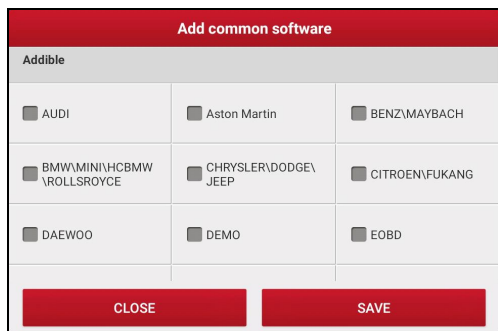 Add common software
Addible
AUDI
Aston Martin
BENZ\MAYBACH
BMW\MINI\HCBMW
\ROLLSROYCE
CHRYSLER\DODGE\
JEEP
CITROEN\FUKANG
DAEWOO
DEMO
EOBD
CLOSE
SAVE